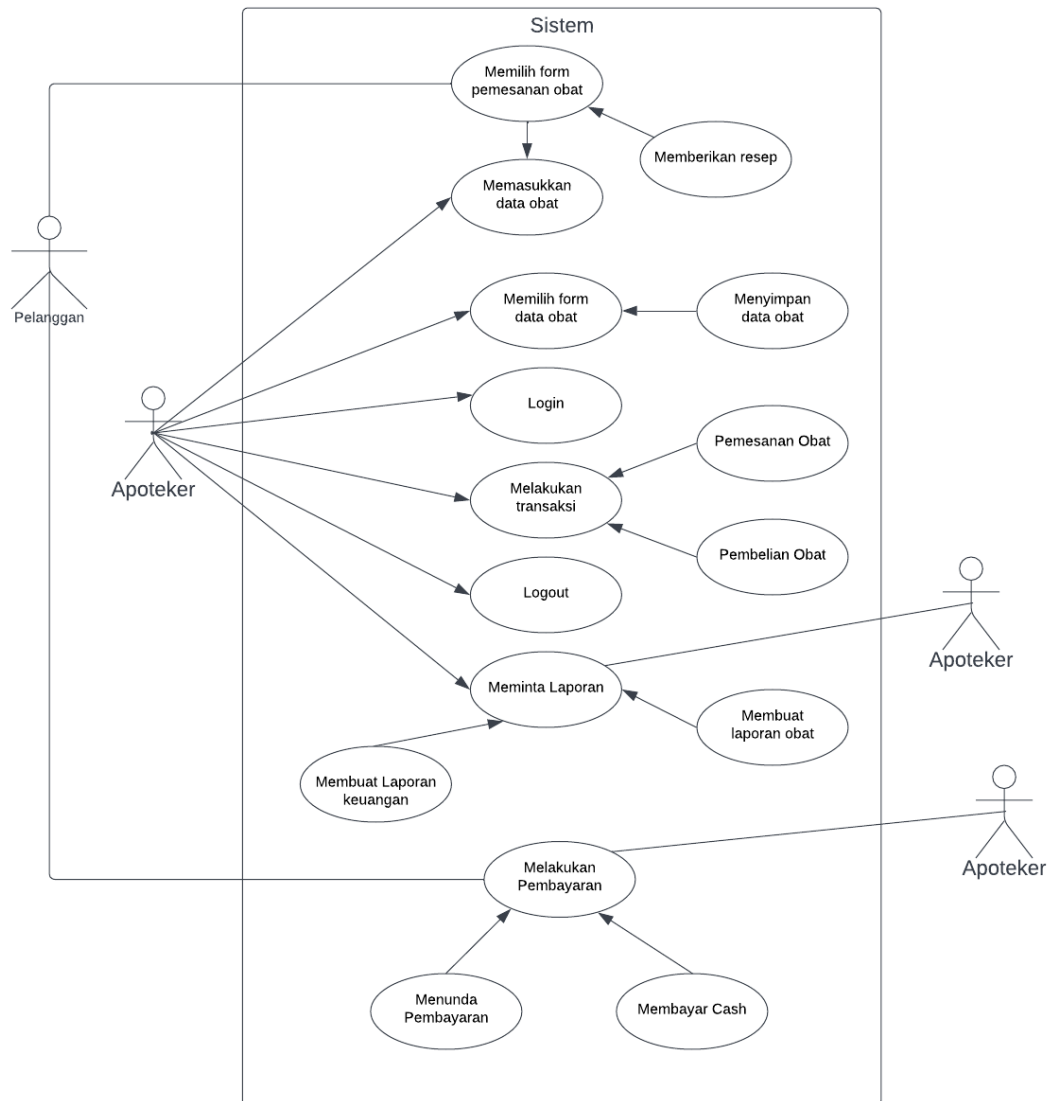 Sistem
Memilih form
pemesanan obat
Memberikan resep
Memasukkan
data obat
Pelanggan
Memilih form
data obat
Menyimpan
data obat
Login
Pemesanan Obat
Apoteker
Melakukan
transaksi
Pembelian Obat
Logout
Apoteker
Meminta Laporan
Membuat
laporan obat
Membuat Laporan
keuangan
Apoteker
Melakukan
Pembayaran
Menunda
Pembayaran
Membayar Cash